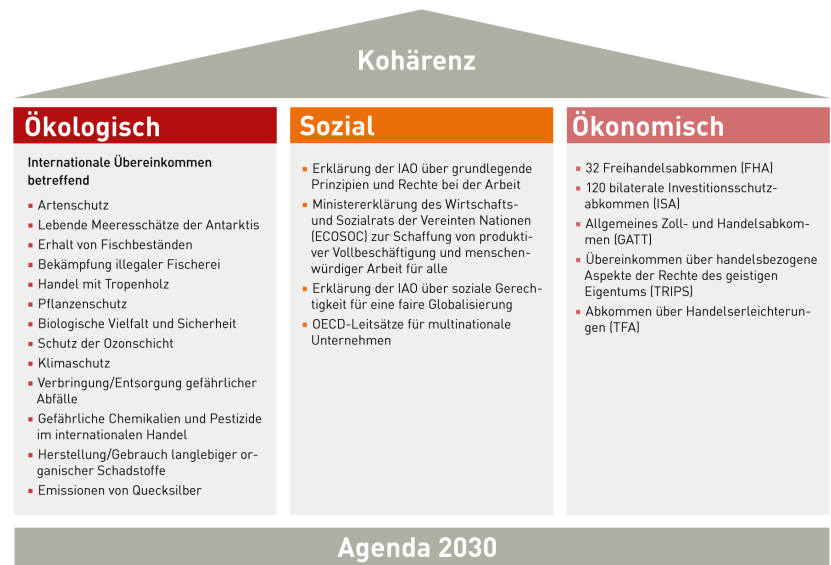 Kohärenz
Ökologisch
Internationale Übereinkommen
betreffend
▪ Artenschutz
▪ Lebende Meeresschätze der Antarktis
▪ Erhalt von Fischbeständen
▪ Bekämpfung illegaler Fischerei
▪ Handel mit Tropenholz
▪ Pflanzenschutz
▪ Biologische Vielfalt und Sicherheit
▪ Schutz der Ozonschicht
▪ Klimaschutz
▪ Verbringung/Entsorgung gefährlicher
Abfälle
▪ Gefährliche Chemikalien und Pestizide
im internationalen Handel
▪ Herstellung/Gebrauch langlebiger or-
ganischer Schadstoffe
▪ Emissionen von Quecksilber
Sozial
▪ Erklärung der IAO über grundlegende
Prinzipien und Rechte bei der Arbeit
▪ Ministererklärung des Wirtschafts-
und Sozialrats der Vereinten Nationen
(ECOSOC) zur Schaffung von produkti-
ver Vollbeschäftigung und menschen-
würdiger Arbeit für alle
▪ Erklärung der IAO über soziale Gerech-
tigkeit für eine faire Globalisierung
▪ OECD-Leitsätze für multinationale
Unternehmen
Ökonomisch
▪ 32 Freihandelsabkommen (FHA)
▪ 120 bilaterale Investitionsschutz-
abkommen (ISA)
▪ Allgemeines Zoll- und Handelsabkom-
men (GATT)
▪ Übereinkommen über handelsbezogene
Aspekte der Rechte des geistigen
Eigentums (TRIPS)
▪ Abkommen über Handelserleichterun-
gen (TFA)
Agenda 2030